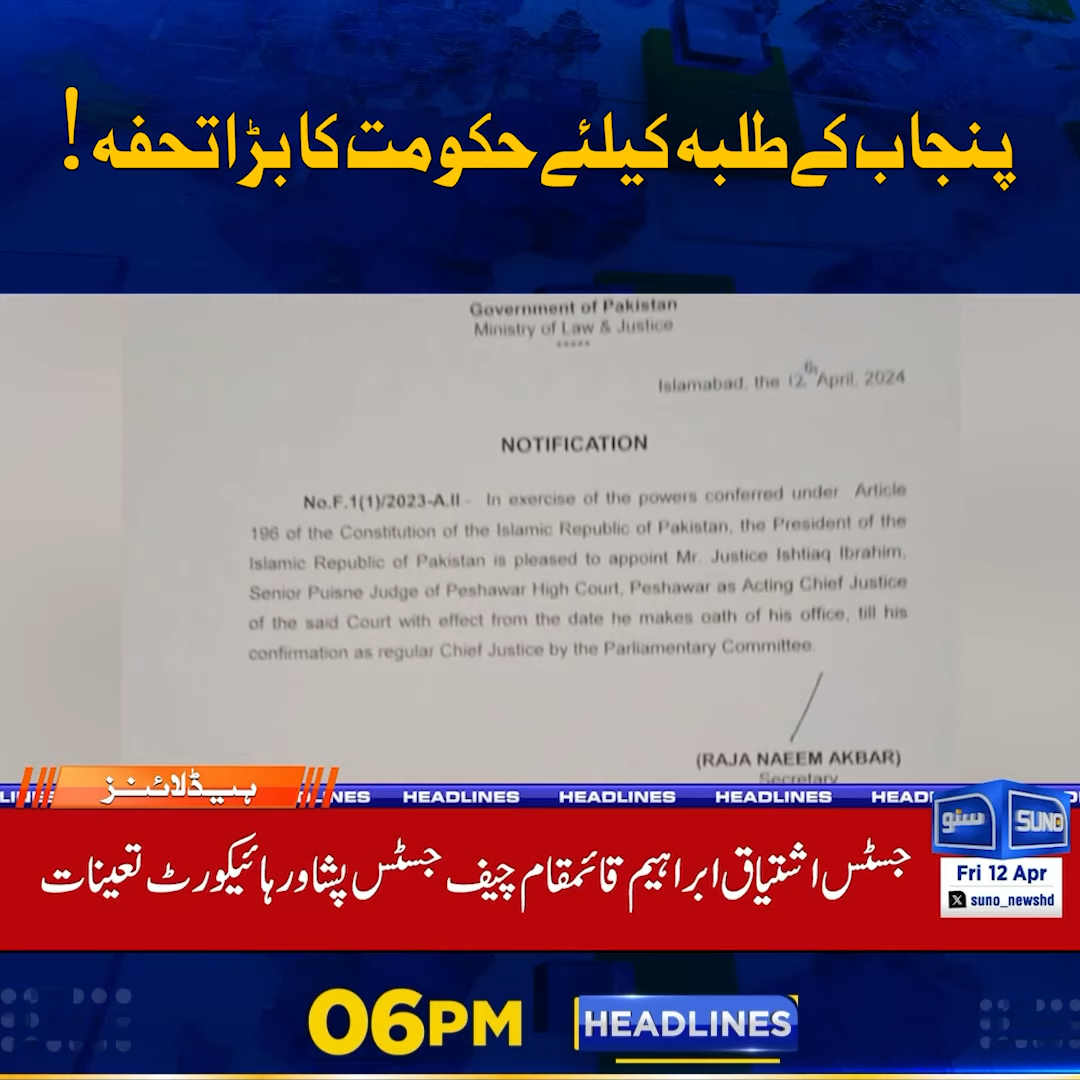 پنجاب کے طلبہ کیلئے حکومت کا بڑا تحفہ!
Government of Pakistan
Ministry of Law & Justice
*****
Islamabad, the 12th April, 2024
NOTIFICATION
No.F.1(1)/2023-A.II - In exercise of the powers conferred under Article
196 of the Constitution of the Islamic Republic of Pakistan, the President of the
Islamic Republic of Pakistan is pleased to appoint Mr. Justice Ishtiaq Ibrahim,
Senior Puisne Judge of Peshawar High Court, Peshawar as Acting Chief Justice
of the said Court with effect from the date he makes oath of his office, till his
confirmation as regular Chief Justice by the Parliamentary Committee.
(RAJA NAEEM AKBAR)
Secretary
ہیڈلائنز
LI NES HEADLINES HEADLINES HEADLINES HEAD
سنو SUNO
جسٹس اشتیاق ابراہیم قائمقام چیف جسٹس پشاور ہائیکورٹ تعینات
Fri 12 Apr
X suno_newshd
06PM HEADLINES